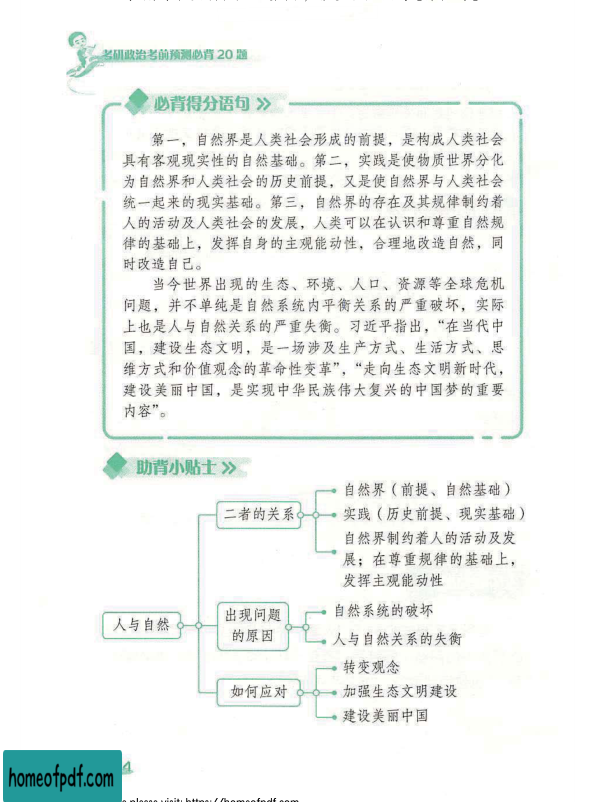 考研政治考前预测必背20题
必背得分语句
第一，自然界是人类社会形成的前提，是构成人类社会
具有客观现实性的自然基础。第二，实践是使物质世界分化
为自然界和人类社会的历史前提，又是使自然界与人类社会
统一起来的现实基础。第三，自然界的存在及其规律制约着
人的活动及人类社会的发展，人类可以在认识和尊重自然规
律的基础上，发挥自身的主观能动性，合理地改造自然，同
时改造自己。
当今世界出现的生态、环境、人口、资源等全球危机
问题，并不单纯是自然系统内平衡关系的严重破坏，实际
上也是人与自然关系的严重失衡。习近平指出，“在当代中
国，建设生态文明，是一场涉及生产方式、生活方式、思
维方式和价值观念的革命性变革”，“走向生态文明新时代，
建设美丽中国，是实现中华民族伟大复兴的中国梦的重要
内容”。
助背小贴士
人与自然
二者的关系
自然界（前提、自然基础）
实践（历史前提、现实基础）
自然界制约着人的活动及发
展；在尊重规律的基础上，
发挥主观能动性
出现问题
的原因
自然系统的破坏
人与自然关系的失衡
如何应对
转变观念
加强生态文明建设
建设美丽中国
4
homeofpdf.com
please visit: https://homeofpdf.com